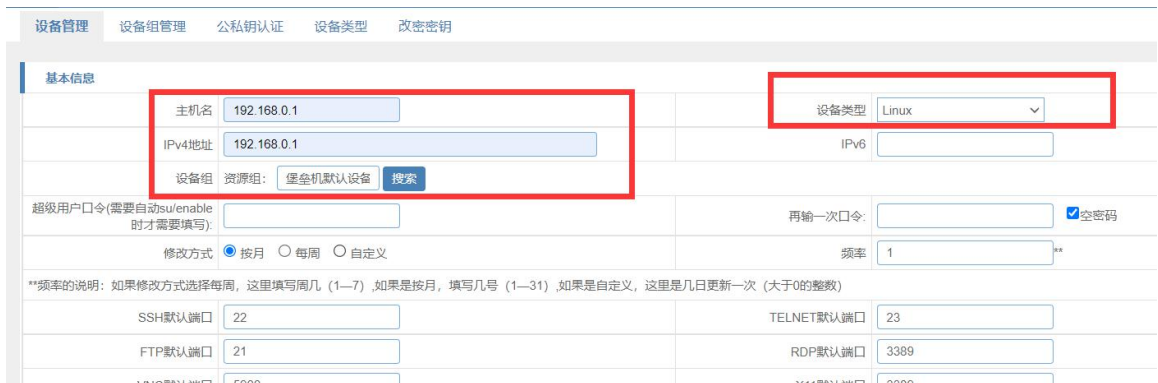 设备管理 设备组管理 公私钥认证 设备类型 改密密钥
基本信息
主机名 192.168.0.1 设备类型 Linux
IPv4地址 192.168.0.1 IPv6
设备组 资源组: 堡垒机默认设备 搜索
超级用户口令(需要自动su/enable
时才需要填写): 再输一次口令: 空密码
修改方式 按月 每周 自定义 频率 1 **
**频率的说明：如果修改方式选择每周，这里填写周几（1—7）,如果是按月，填写几号（1—31）,如果是自定义，这里是几日更新一次（大于0的整数）
SSH默认端口 22 TELNET默认端口 23
FTP默认端口 21 RDP默认端口 3389